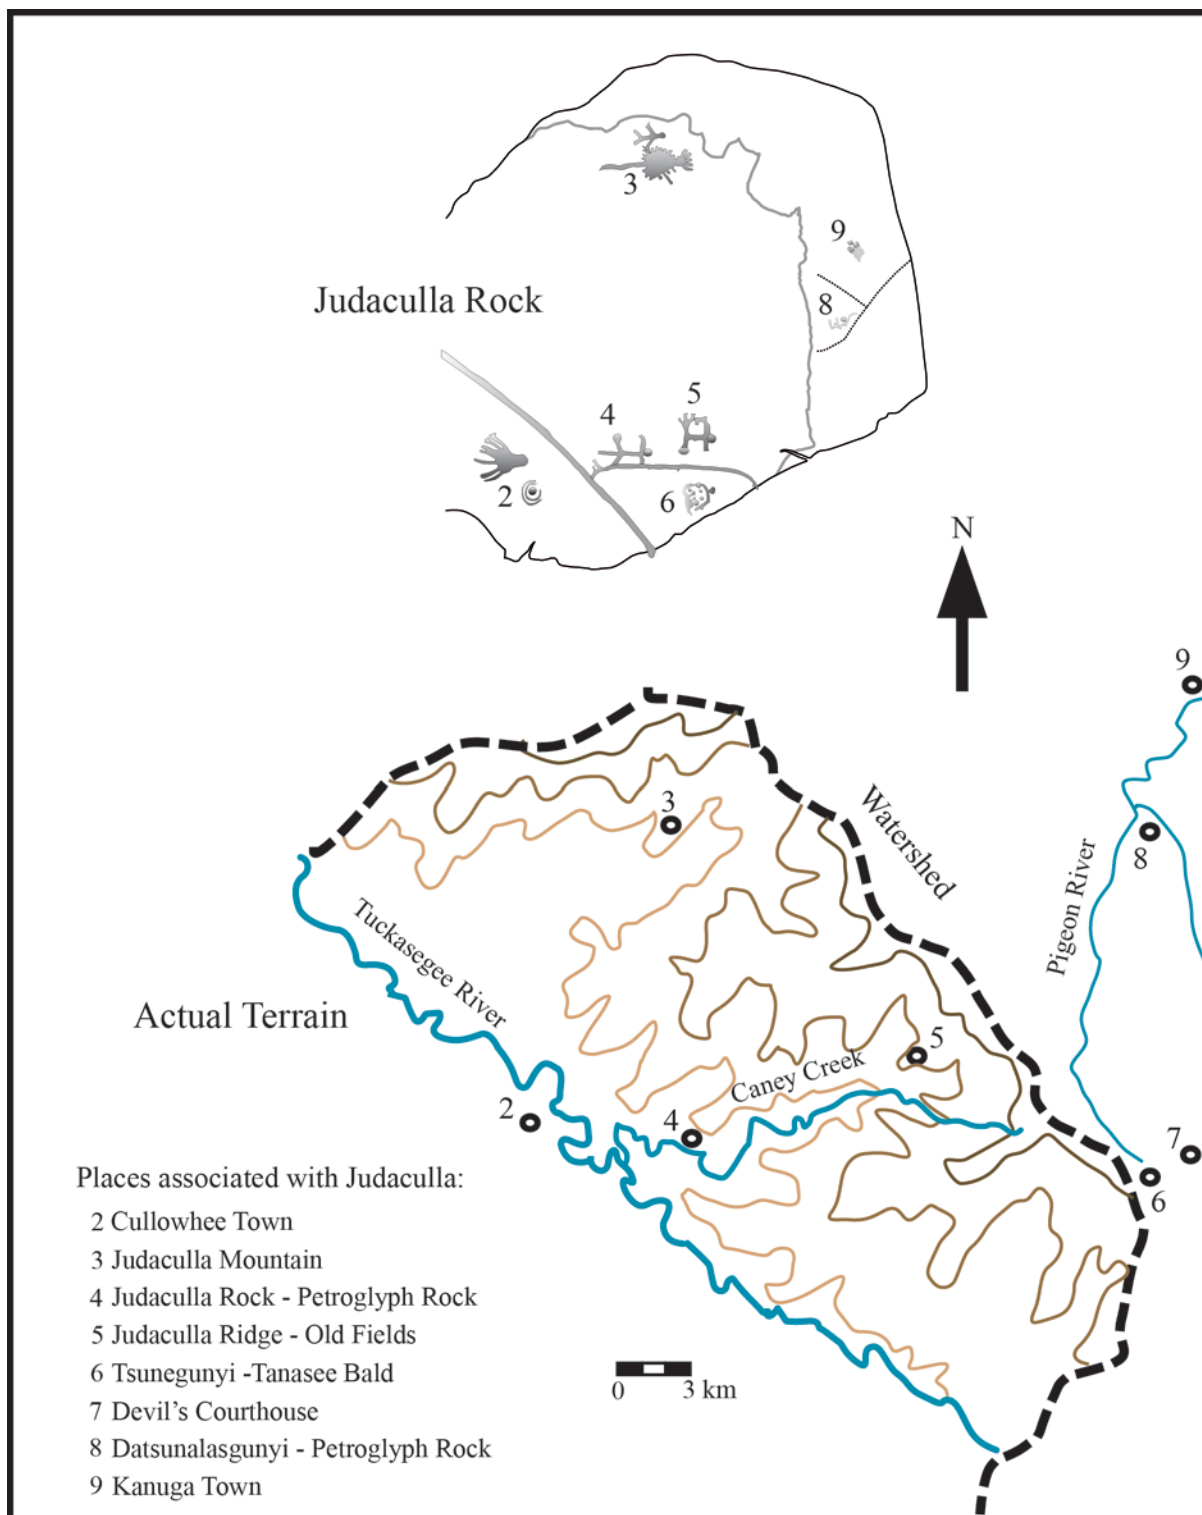 3
9
Judaculla Rock
8
5
4
2
6
N
9
3
Watershed
8
Pigeon River
Tuckasegee River
Actual Terrain
5
Caney Creek
2
4
7
6
Places associated with Judaculla:
2 Cullowhee Town
3 Judaculla Mountain
4 Judaculla Rock - Petroglyph Rock
5 Judaculla Ridge - Old Fields
6 Tsunegunyi -Tanasee Bald
7 Devil's Courthouse
8 Datsunalasgunyi - Petroglyph Rock
9 Kanuga Town
0 3 km